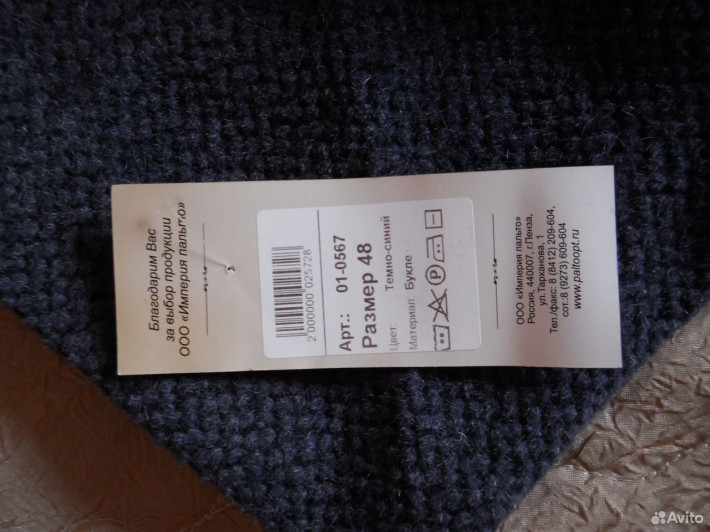 Благодарим Вас
за выбор продукции
ООО «Империя пальто»
2 000000 025728
Арт.: 01-0567
Размер 48
Цвет: Темно-синий
Материал: Букле
ООО «Империя пальто»
Россия, 440007, г.Пенза,
ул.Тарханова, 1
Тел./факс: 8 (8412) 209-604,
сот.:8 (9273) 609-604
www.paltoopt.ru
Avito